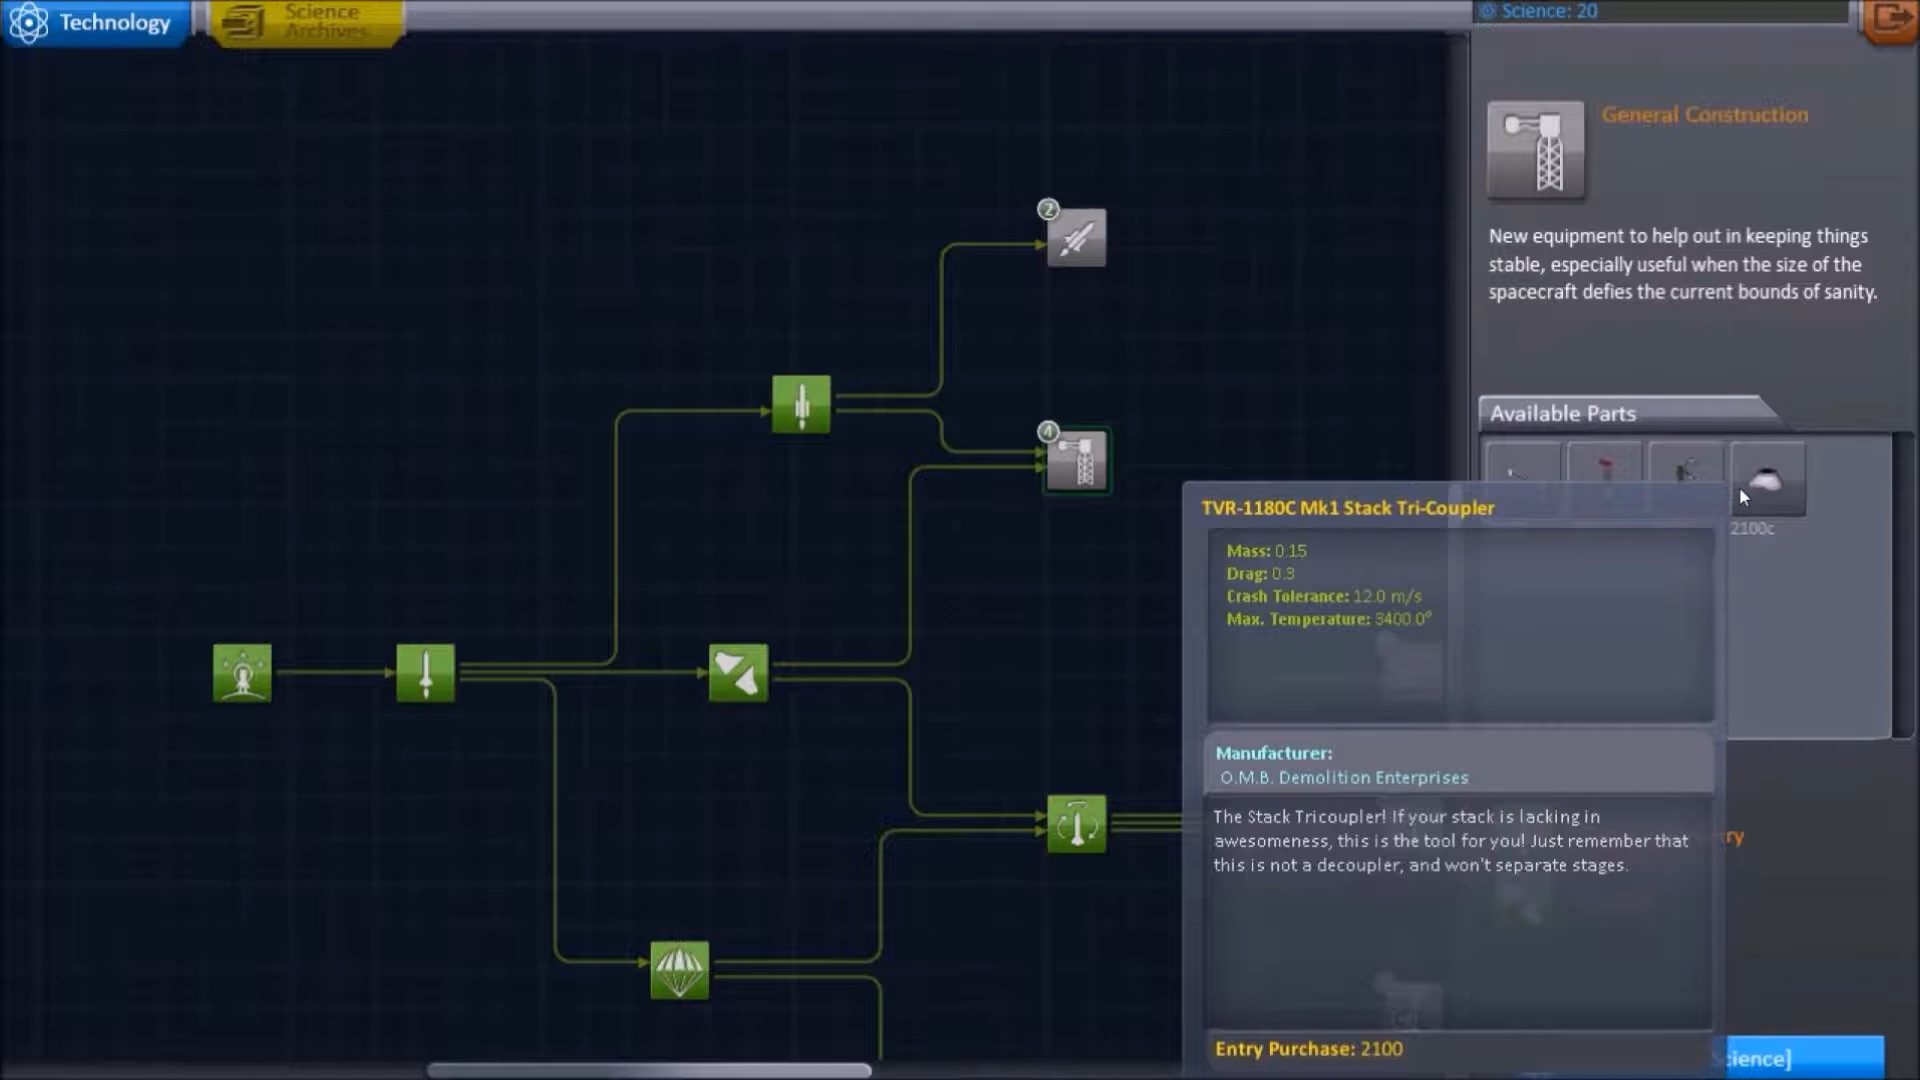 Technology
Science
Archives
Science: 20
General Construction
New equipment to help out in keeping things
stable, especially useful when the size of the
spacecraft defies the current bounds of sanity.
2
4
Available Parts
2100c
TVR-1180C Mk1 Stack Tri-Coupler
Mass: 0.15
Drag: 0.3
Crash Tolerance: 12.0 m/s
Max. Temperature: 3400.0°
Manufacturer:
O.M.B. Demolition Enterprises
The Stack Tricoupler! If your stack is lacking in
awesomeness, this is the tool for you! Just remember that
this is not a decoupler, and won't separate stages.
ry
Entry Purchase: 2100
Science]